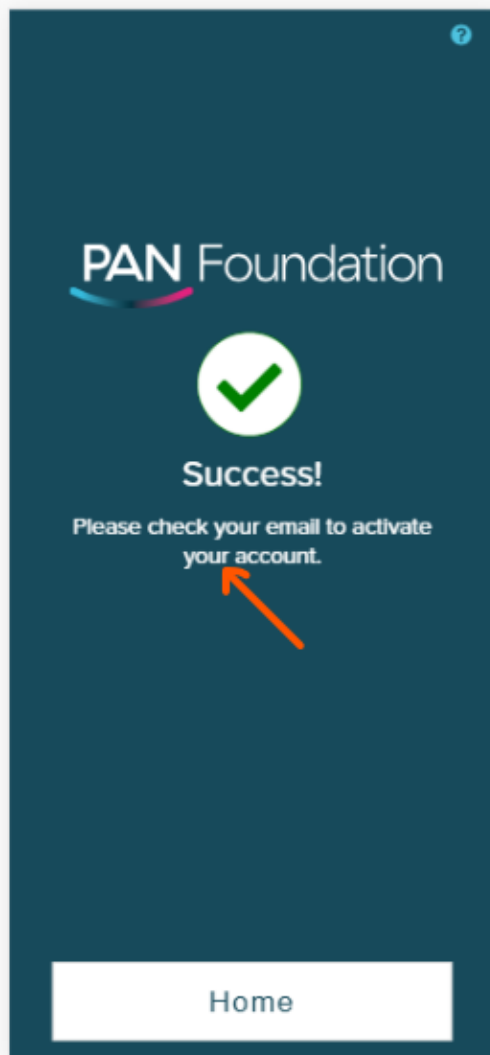 ?
PAN Foundation
Success!
Please check your email to activate
your account.
Home